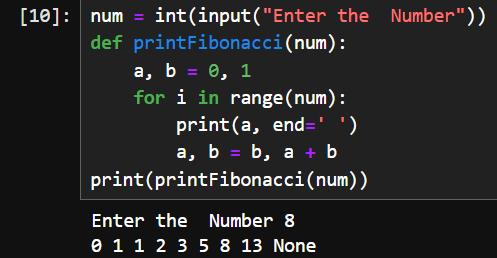 [10]: num = int(input("Enter the  Number"))
def printFibonacci(num):
    a, b = 0, 1
    for i in range(num):
        print(a, end=' ')
        a, b = b, a + b
print(printFibonacci(num))
Enter the  Number 8
0 1 1 2 3 5 8 13 None